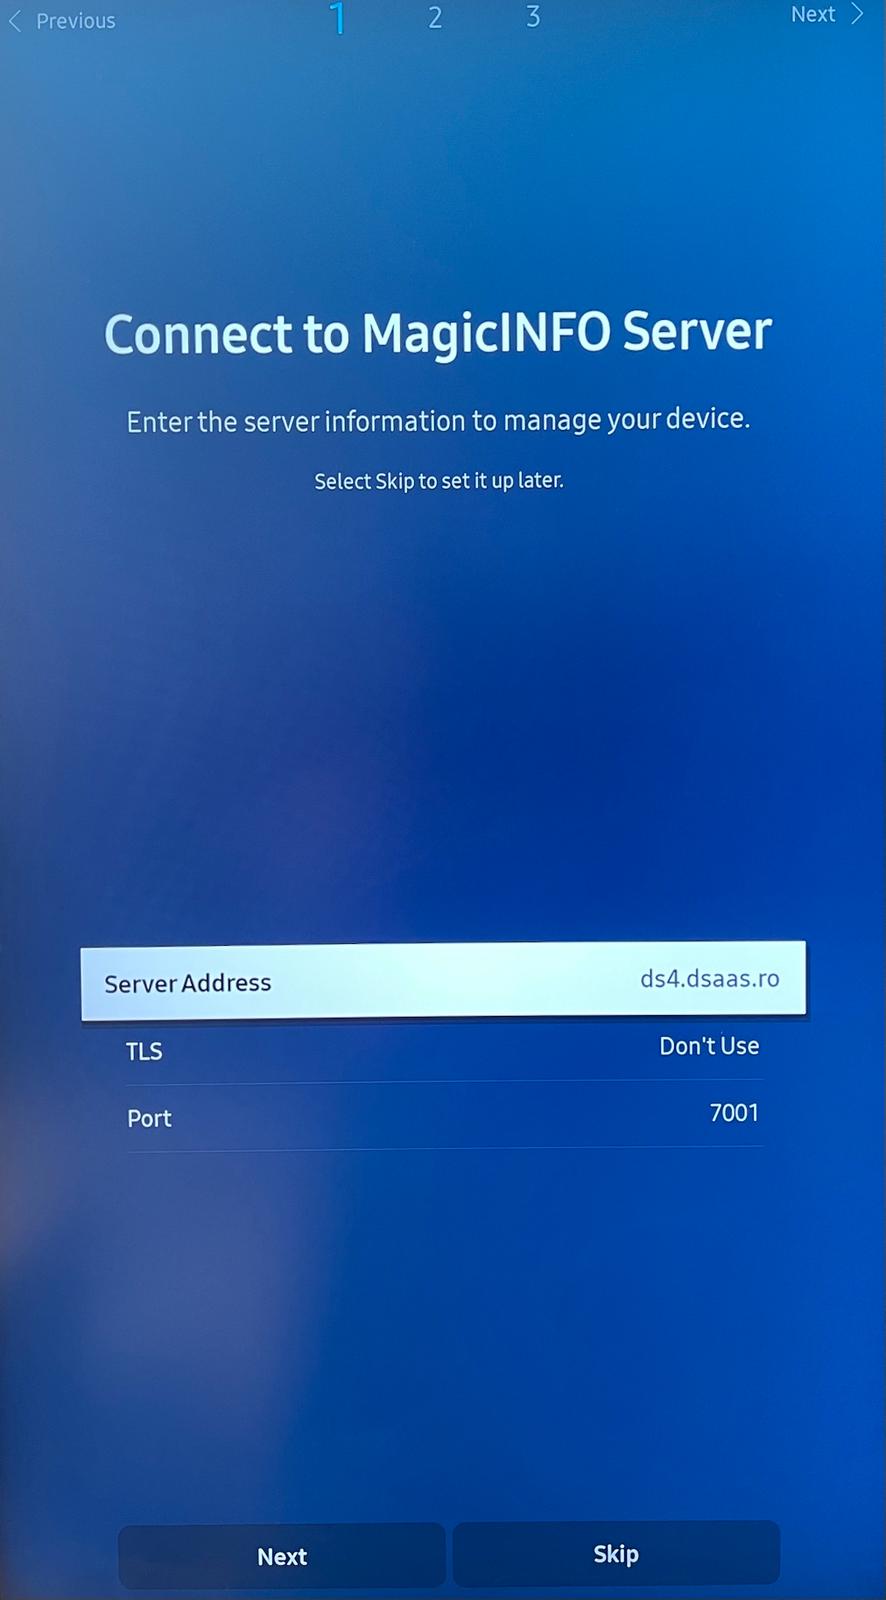 Previous
1
2
3
Next
Connect to MagicINFO Server
Enter the server information to manage your device.
Select Skip to set it up later.
Server Address ds4.dsaas.ro
TLS Don't Use
Port 7001
Next
Skip